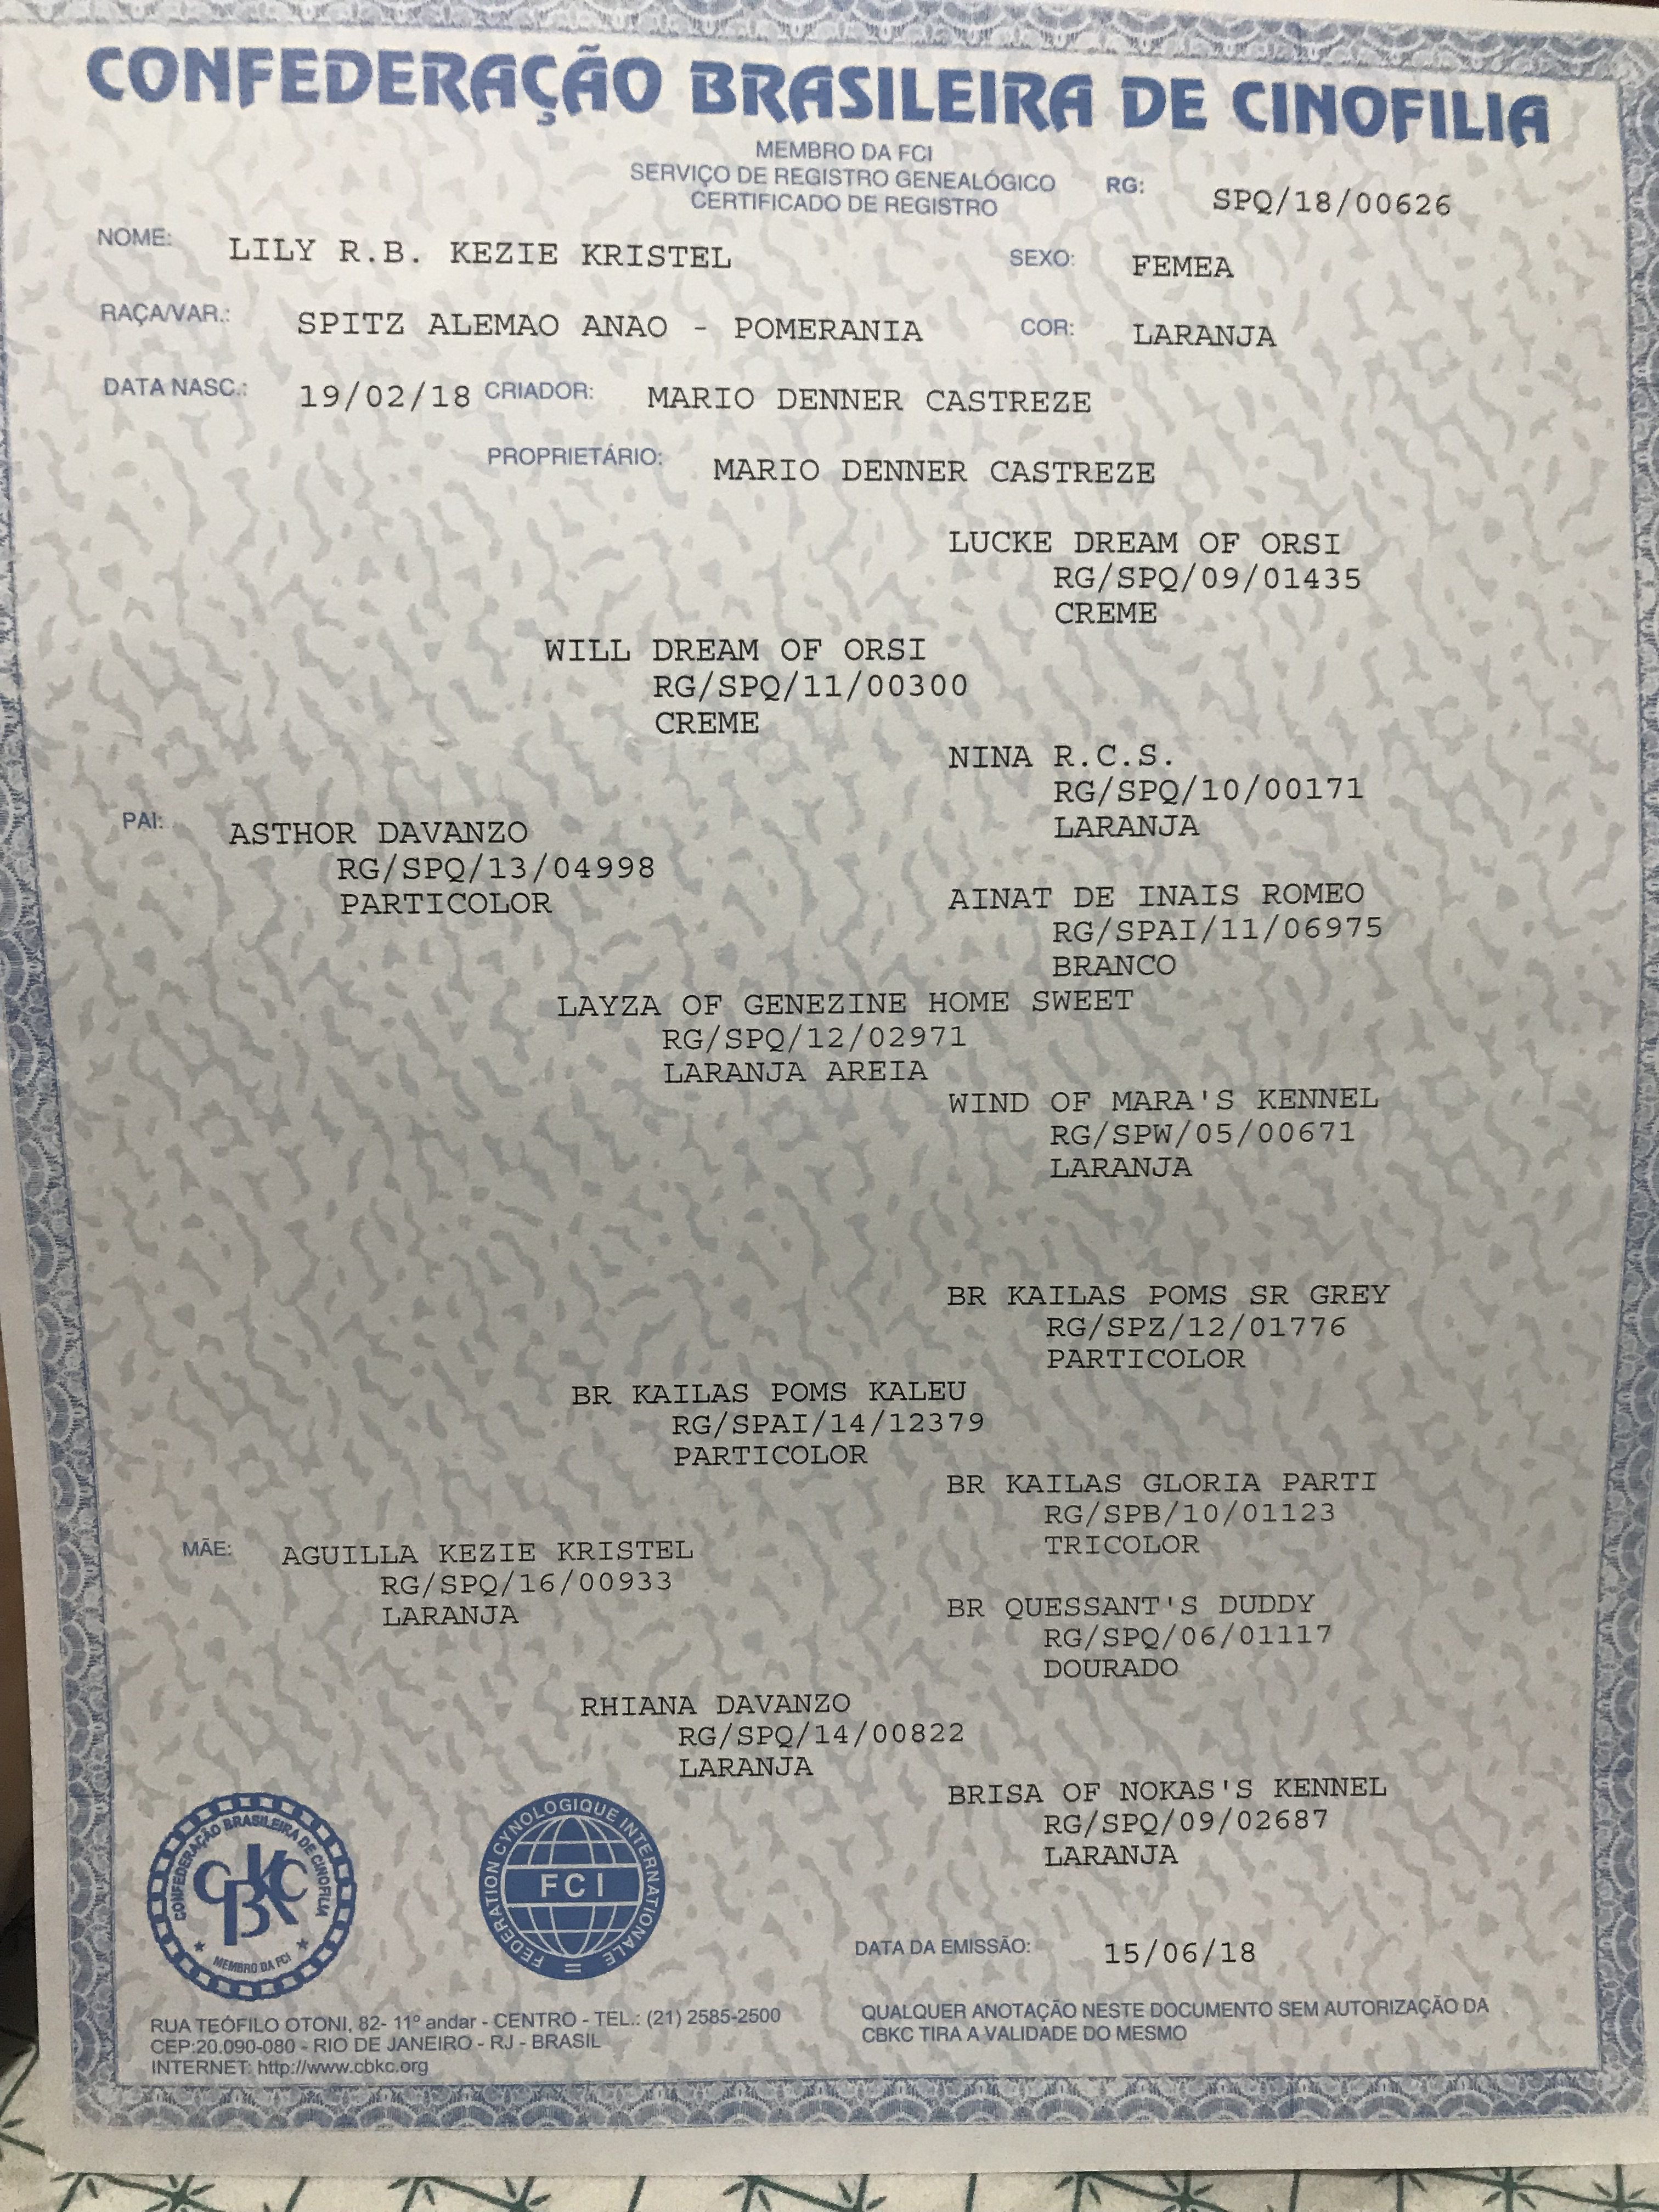 CONFEDERAÇÃO BRASILEIRA DE CINOFILIA
MEMBRO DA FCI
SERVIÇO DE REGISTRO GENEALÓGICO
CERTIFICADO DE REGISTRO
RG: SPQ/18/00626
NOME: LILY R.B. KEZIE KRISTEL SEXO: FEMEA
RAÇA/VAR.: SPITZ ALEMAO ANAO - POMERANIA COR: LARANJA
DATA NASC.: 19/02/18 CRIADOR: MARIO DENNER CASTREZE
PROPRIETÁRIO: MARIO DENNER CASTREZE
LUCKE DREAM OF ORSI
RG/SPQ/09/01435
CREME
WILL DREAM OF ORSI
RG/SPQ/11/00300
CREME
NINA R.C.S.
RG/SPQ/10/00171
LARANJA
PAI: ASTHOR DAVANZO
RG/SPQ/13/04998
PARTICOLOR
AINAT DE INAIS ROMEO
RG/SPAI/11/06975
BRANCO
LAYZA OF GENEZINE HOME SWEET
RG/SPQ/12/02971
LARANJA AREIA
WIND OF MARA'S KENNEL
RG/SPW/05/00671
LARANJA
BR KAILAS POMS SR GREY
RG/SPZ/12/01776
PARTICOLOR
BR KAILAS POMS KALEU
RG/SPAI/14/12379
PARTICOLOR
BR KAILAS GLORIA PARTI
RG/SPB/10/01123
TRICOLOR
MÃE: AGUILLA KEZIE KRISTEL
RG/SPQ/16/00933
LARANJA
BR QUESSANT'S DUDDY
RG/SPQ/06/01117
DOURADO
RHIANA DAVANZO
RG/SPQ/14/00822
LARANJA
BRISA OF NOKAS'S KENNEL
RG/SPQ/09/02687
LARANJA
CONFEDERAÇÃO BRASILEIRA DE CINOFILIA
CBKC
MEMBRO DA FCI
FEDERATION CYNOLOGIQUE INTERNATIONALE
FCI
DATA DA EMISSÃO: 15/06/18
RUA TEÓFILO OTONI, 82- 11º andar - CENTRO - TEL.: (21) 2585-2500
CEP:20.090-080 - RIO DE JANEIRO - RJ - BRASIL
INTERNET: http://www.cbkc.org
QUALQUER ANOTAÇÃO NESTE DOCUMENTO SEM AUTORIZAÇÃO DA
CBKC TIRA A VALIDADE DO MESMO